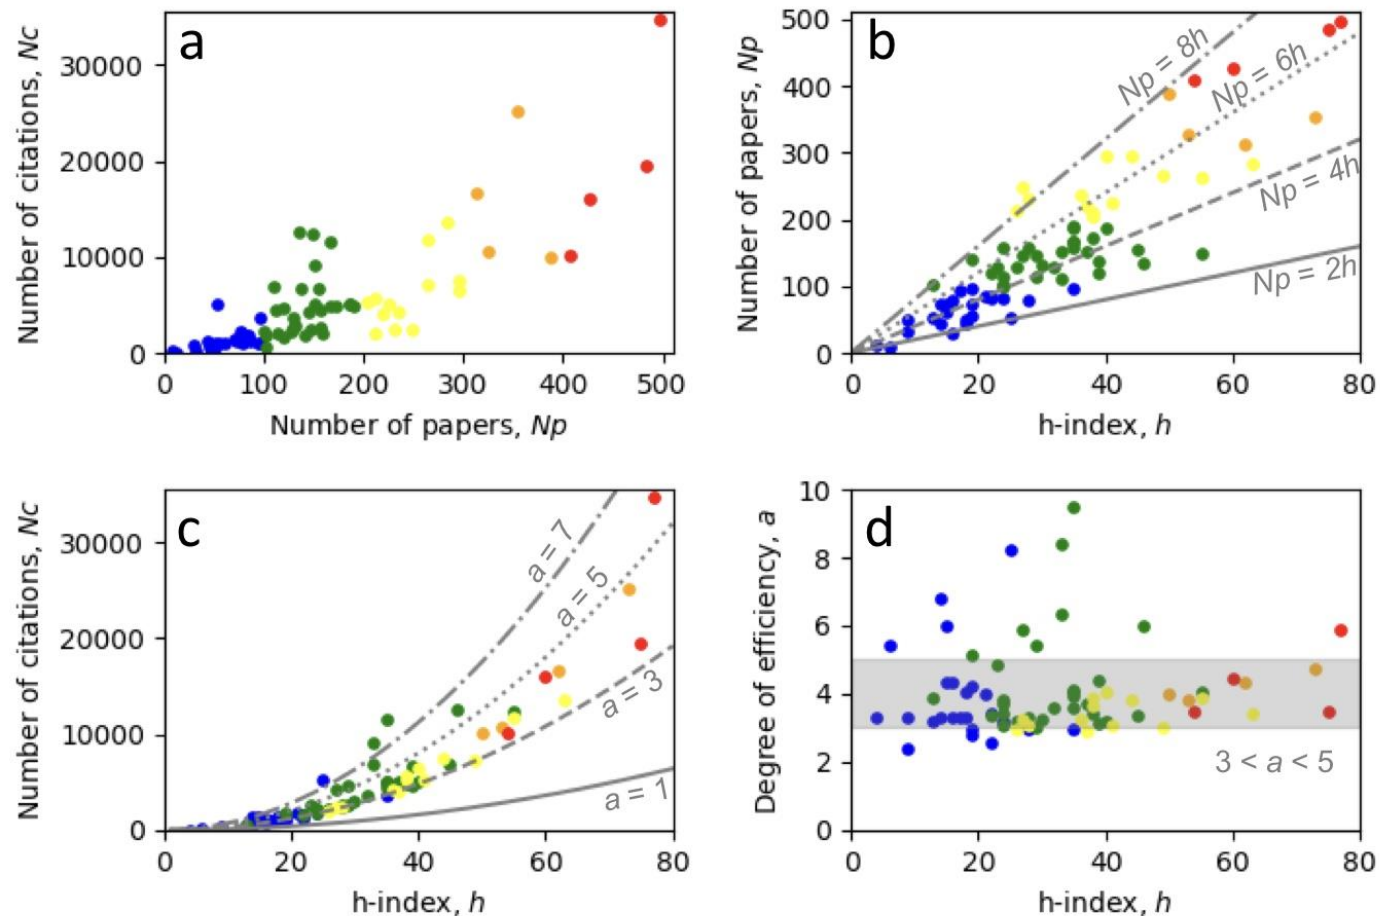 a
Number of citations, Nc
30000
20000
10000
0
0 100 200 300 400 500
Number of papers, Np
b
Number of papers, Np
500
400
300
200
100
0
Np = 8h
Np = 6h
Np = 4h
Np = 2h
0 20 40 60 80
h-index, h
c
Number of citations, Nc
30000
20000
10000
0
a = 7
a = 5
a = 3
a = 1
0 20 40 60 80
h-index, h
d
Degree of efficiency, a
10
8
6
4
2
0
3 < a < 5
0 20 40 60 80
h-index, h